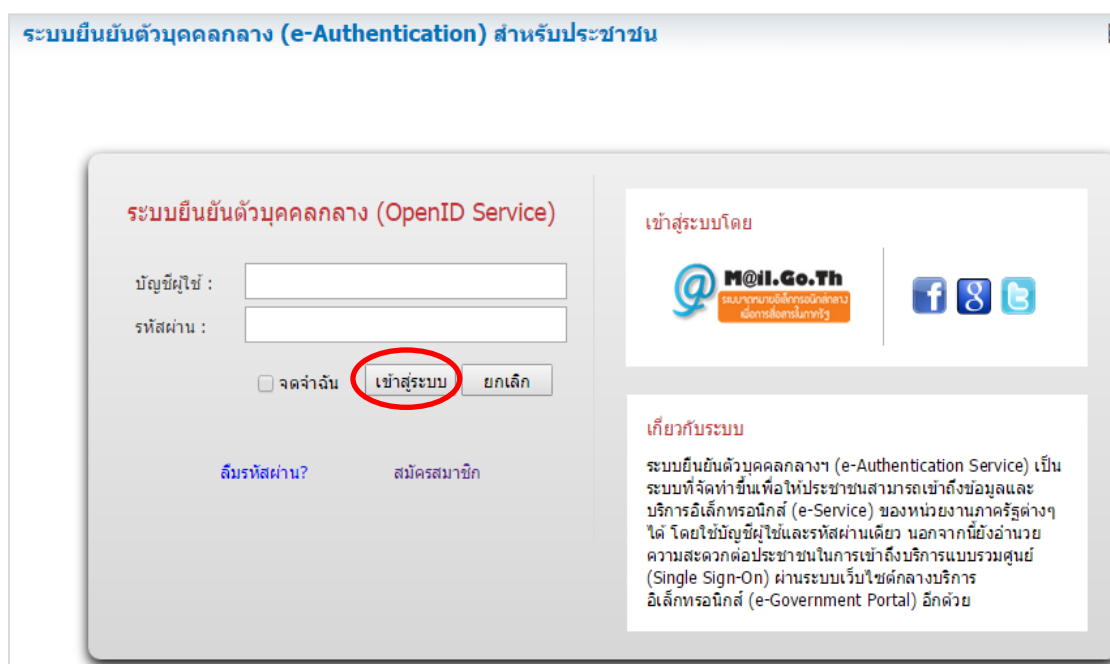 ระบบยืนยันตัวบุคคลกลาง (e-Authentication) สำหรับประชาชน
ระบบยืนยันตัวบุคคลกลาง (OpenID Service)
บัญชีผู้ใช้ :
รหัสผ่าน :
จดจำฉัน เข้าสู่ระบบ ยกเลิก
ลืมรหัสผ่าน? สมัครสมาชิก
เข้าสู่ระบบโดย
M@il.Go.Th
ระบบจดหมายอิเล็กทรอนิกส์กลาง
เพื่อการสื่อสารในภาครัฐ
เกี่ยวกับระบบ
ระบบยืนยันตัวบุคคลกลางฯ (e-Authentication Service) เป็น
ระบบที่จัดทำขึ้นเพื่อให้ประชาชนสามารถเข้าถึงข้อมูลและ
บริการอิเล็กทรอนิกส์ (e-Service) ของหน่วยงานภาครัฐต่างๆ
ได้ โดยใช้บัญชีผู้ใช้และรหัสผ่านเดียว นอกจากนี้ยังอำนวย
ความสะดวกต่อประชาชนในการเข้าถึงบริการแบบรวมศูนย์
(Single Sign-On) ผ่านระบบเว็บไซต์กลางบริการ
อิเล็กทรอนิกส์ (e-Government Portal) อีกด้วย